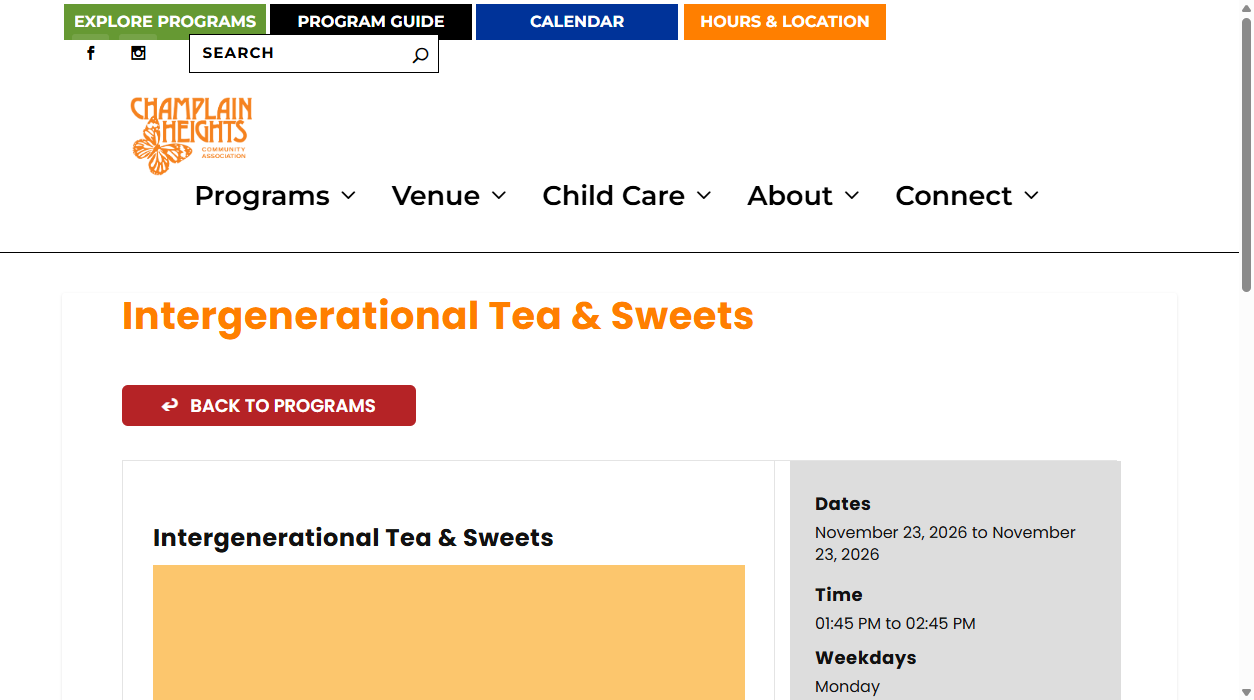 EXPLORE PROGRAMS
PROGRAM GUIDE
CALENDAR
HOURS & LOCATION
SEARCH
CHAMPLAIN
HEIGHTS
COMMUNITY
ASSOCIATION
Programs
Venue
Child Care
About
Connect
Intergenerational Tea & Sweets
BACK TO PROGRAMS
Intergenerational Tea & Sweets
Dates
November 23, 2026 to November
23, 2026
Time
01:45 PM to 02:45 PM
Weekdays
Monday